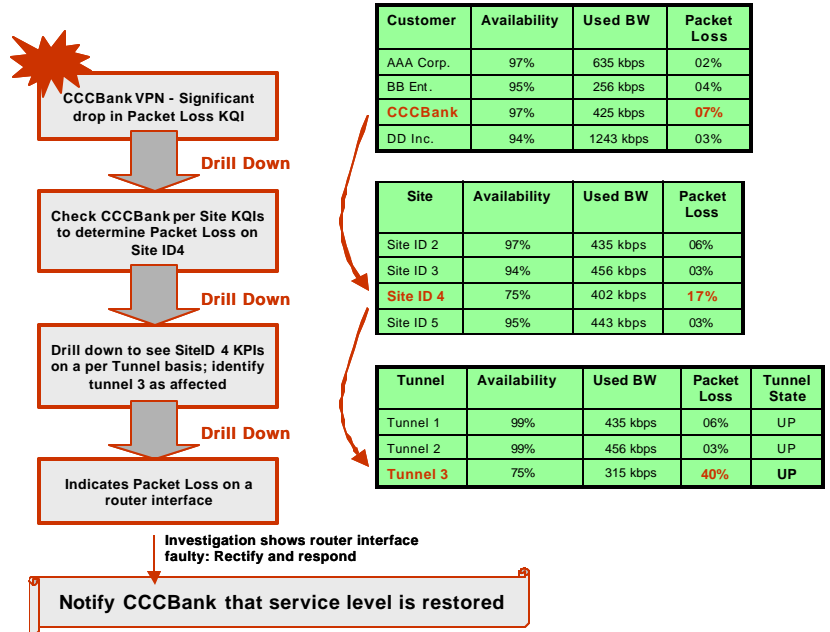 CCCBank VPN - Significant
drop in Packet Loss KQI
Drill Down
Check CCCBank per Site KQIs
to determine Packet Loss on
Site ID4
Drill Down
Drill down to see SiteID 4 KPIs
on a per Tunnel basis; identify
tunnel 3 as affected
Drill Down
Indicates Packet Loss on a
router interface
Investigation shows router interface
faulty: Rectify and respond
Notify CCCBank that service level is restored
Customer Availability Used BW Packet
Loss
AAA Corp. 97% 635 kbps 02%
BB Ent. 95% 256 kbps 04%
CCCBank 97% 425 kbps 07%
DD Inc. 94% 1243 kbps 03%
Site Availability Used BW Packet
Loss
Site ID 2 97% 435 kbps 06%
Site ID 3 94% 456 kbps 03%
Site ID 4 75% 402 kbps 17%
Site ID 5 95% 443 kbps 03%
Tunnel Availability Used BW Packet Tunnel
Loss State
Tunnel 1 99% 435 kbps 06% UP
Tunnel 2 99% 456 kbps 03% UP
Tunnel 3 75% 315 kbps 40% UP